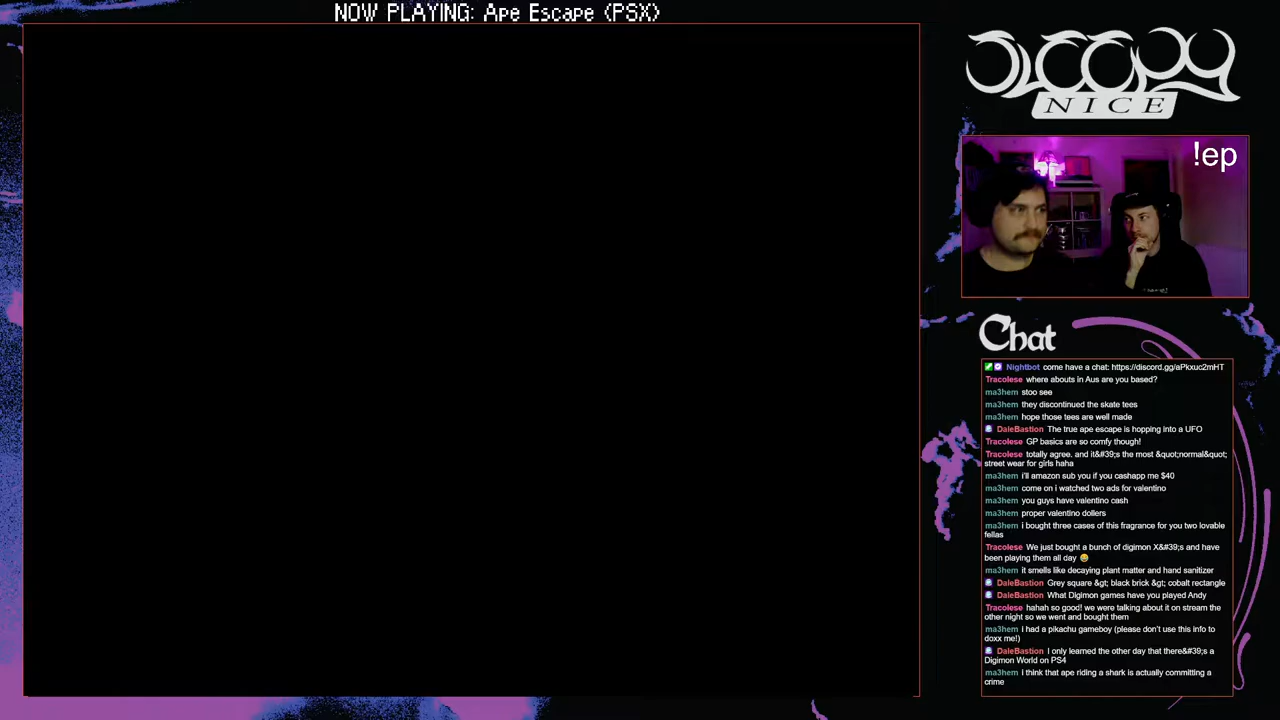 NOW PLAYING: Ape Escape (PSX)
SLEEPY
NICE
!ep
Chat
Nightbot come have a chat: https://discord.gg/aPkxuc2mHT
Tracolese where abouts in Aus are you based?
ma3hem stoo see
ma3hem they discontinued the skate tees
ma3hem hope those tees are well made
DaleBastion The true ape escape is hopping into a UFO
Tracolese GP basics are so comfy though!
Tracolese totally agree. and it&#39;s the most &quot;normal&quot;
street wear for girls haha
ma3hem i'll amazon sub you if you cashapp me $40
ma3hem come on i watched two ads for valentino
ma3hem you guys have valentino cash
ma3hem proper valentino dollers
ma3hem i bought three cases of this fragrance for you two lovable
fellas
Tracolese We just bought a bunch of digimon X&#39;s and have
been playing them all day 😅
ma3hem it smells like decaying plant matter and hand sanitizer
DaleBastion Grey square &gt; black brick &gt; cobalt rectangle
DaleBastion What Digimon games have you played Andy
Tracolese hahah so good! we were talking about it on stream the
other night so we went and bought them
ma3hem i had a pikachu gameboy (please don't use this info to
doxx me!)
DaleBastion I only learned the other day that there&#39;s a
Digimon World on PS4
ma3hem i think that ape riding a shark is actually committing a
crime